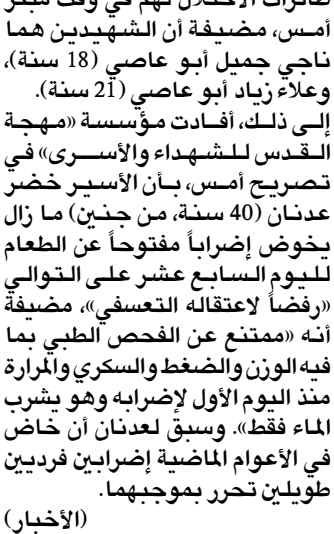 طائرات الاحتلال لهم في وقت مبكر
أمس، مضيفة أن الشهيدين هما
ناجي جميل أبو عاصي (18 سنة)،
وعلاء زياد أبو عاصي (21 سنة).
إلى ذلك، أفادت مؤسسة «مهجة
القدس للشهداء والأسرى» في
تصريح أمس، بأن الأسير خضر
عدنان (40 سنة، من جنين) ما زال
يخوض إضراباً مفتوحاً عن الطعام
لليوم السابع عشر على التوالي
«رفضاً لاعتقاله التعسفي»، مضيفة
أنه «ممتنع عن الفحص الطبي بما
فيه الوزن والضغط والسكري والمرارة
منذ اليوم الأول لإضرابه وهو يشرب
الماء فقط». وسبق لعدنان أن خاض
في الأعوام الماضية إضرابين فرديين
طويلين تحرر بموجبهما.
(الأخبار)